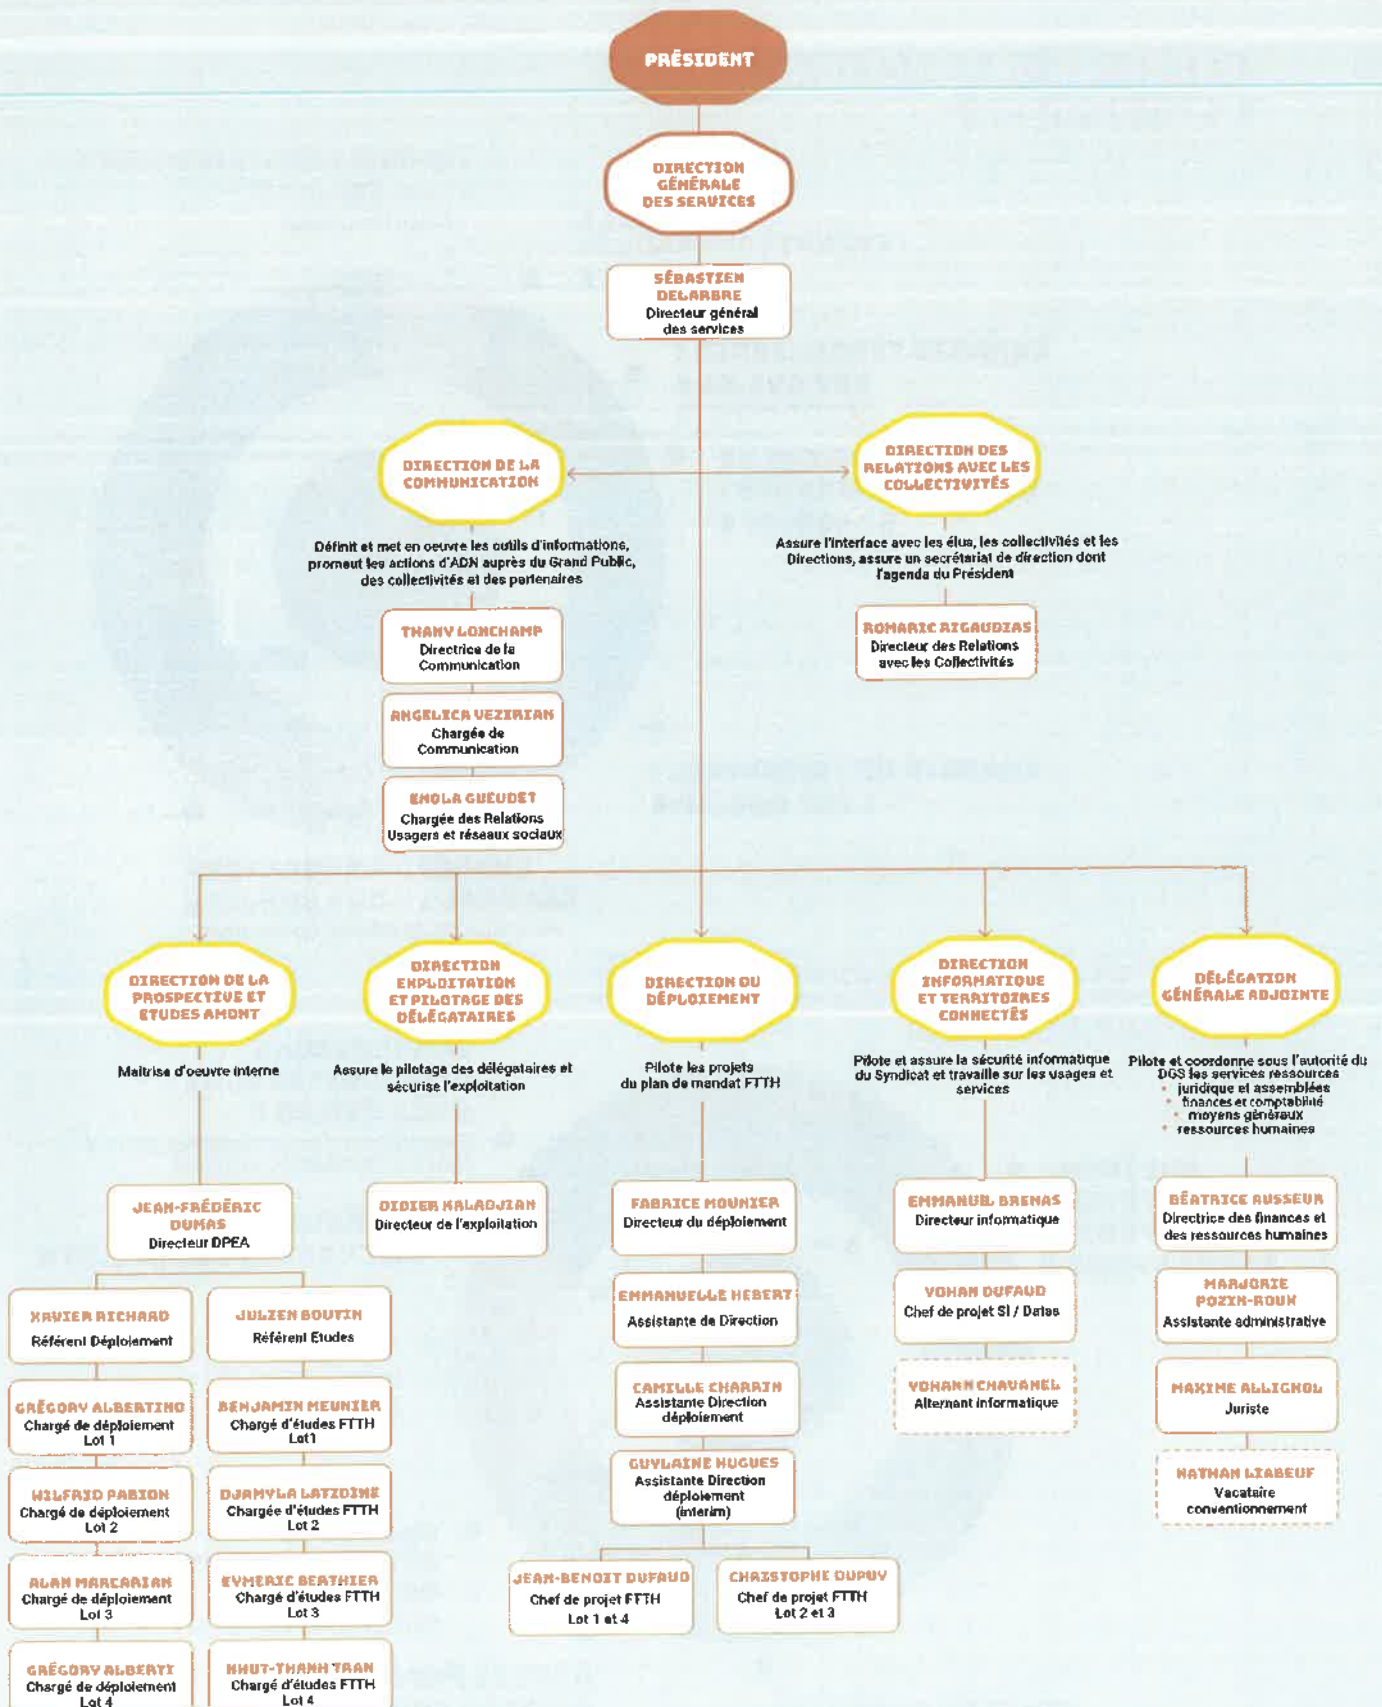 PRÉSIDENT
DIRECTION
GÉNÉRALE
DES SERVICES
SÉBASTIEN
DELARBRE
Directeur général
des services
DIRECTION DE LA
COMMUNICATION
Définit et met en oeuvre les outils d'informations,
promeut les actions d'ADN auprès du Grand Public,
des collectivités et des partenaires
THANY LONCHAMP
Directrice de la
Communication
ANGELICA VEZIRIAN
Chargée de
Communication
ENOLA GUEUDET
Chargée des Relations
Usagers et réseaux sociaux
DIRECTION DES
RELATIONS AVEC LES
COLLECTIVITÉS
Assure l'interface avec les élus, les collectivités et les
Directions, assure un secrétariat de direction dont
l'agenda du Président
ROMARIC RIGAUDIAS
Directeur des Relations
avec les Collectivités
DIRECTION DE LA
PROSPECTIVE ET
ETUDES AMONT
Maitrise d'oeuvre interne
JEAN-FRÉDÉRIC
DUMAS
Directeur DPEA
XAVIER RICHARD
Référent Déploiement
GRÉGORY ALBERTINO
Chargé de déploiement
Lot 1
WILFRID PABION
Chargé de déploiement
Lot 2
ALAN MARCARIAN
Chargé de déploiement
Lot 3
GRÉGORY ALBERTI
Chargé de déploiement
Lot 4
JULIEN BOUTIN
Référent Etudes
BENJAMIN MEUNIER
Chargé d'études FTTH
Lot1
DJAMYLA LATIDINE
Chargée d'études FTTH
Lot 2
EYMERIC BERTHIER
Chargé d'études FTTH
Lot 3
NHUT-THANH TRAN
Chargé d'études FTTH
Lot 4
DIRECTION
EXPLOITATION
ET PILOTAGE DES
DÉLÉGATAIRES
Assure le pilotage des délégataires et
sécurise l'exploitation
DIDIER KALADJIAN
Directeur de l'exploitation
DIRECTION DU
DÉPLOIEMENT
Pilote les projets
du plan de mandat FTTH
FABRICE MOUNIER
Directeur du déploiement
EMMANUELLE HEBERT
Assistante de Direction
CAMILLE CHARRIN
Assistante Direction
déploiement
GUYLAINE HUGUES
Assistante Direction
déploiement
(interim)
JEAN-BENOIT DUFAUD
Chef de projet FTTH
Lot 1 et 4
CHRISTOPHE DUPUY
Chef de projet FTTH
Lot 2 et 3
DIRECTION
INFORMATIQUE
ET TERRITOIRES
CONNECTÉS
Pilote et assure la sécurité informatique
du Syndicat et travaille sur les usages et
services
EMMANUEL BRENAS
Directeur informatique
YOHAN DUFAUD
Chef de projet SI / Datas
YOHANN CHAVANEL
Alternant informatique
DÉLÉGATION
GÉNÉRALE ADJOINTE
Pilote et coordonne sous l'autorité du
DGS les services ressources
• juridique et assemblées
• finances et comptabilité
• moyens généraux
• ressources humaines
BÉATRICE AUSSEUR
Directrice des finances et
des ressources humaines
MARJORIE
POZIN-ROUX
Assistante administrative
MAXIME ALLIGNOL
Juriste
NATHAN LIABEUF
Vacataire
conventionnement